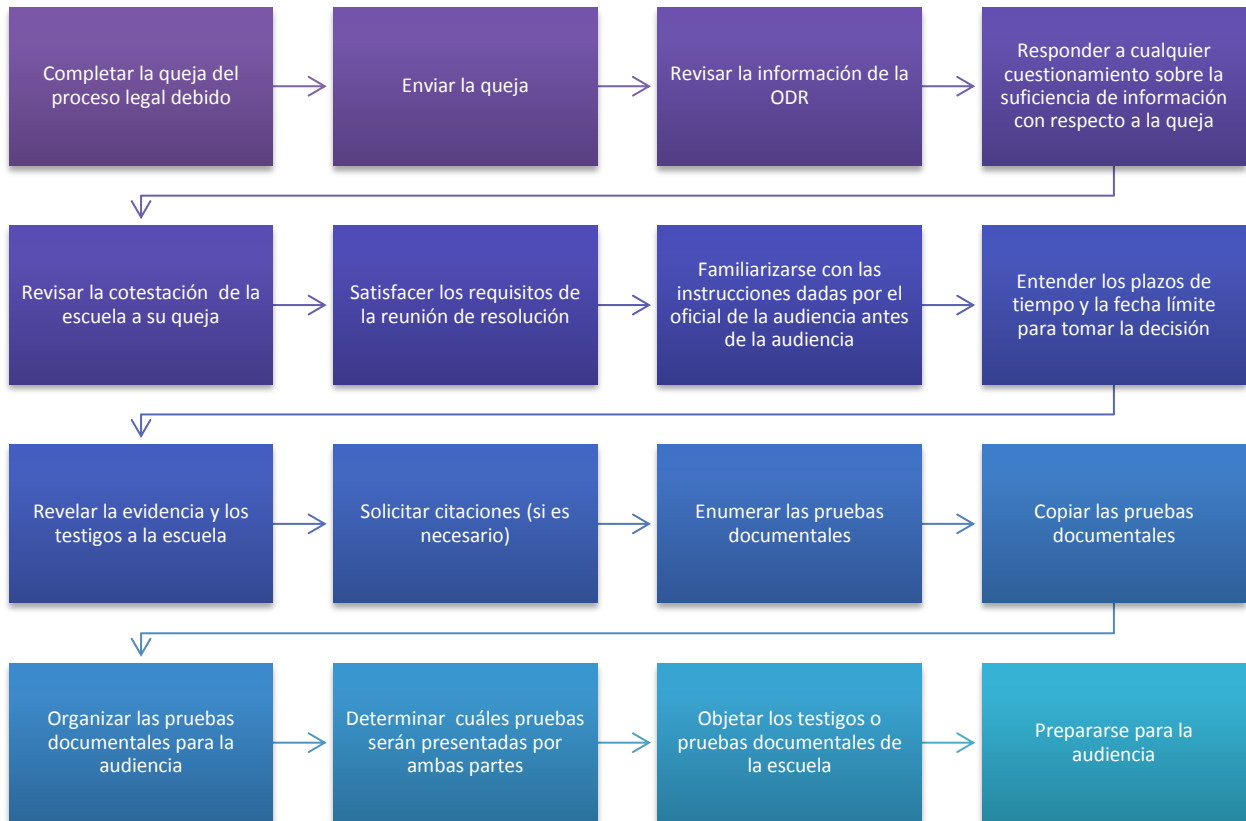 Completar la queja del
proceso legal debido
Enviar la queja
Revisar la información de la
ODR
Responder a cualquier
cuestionamiento sobre la
suficiencia de información
con respecto a la queja
Revisar la cotestación  de la
escuela a su queja
Satisfacer los requisitos de
la reunión de resolución
Familiarizarse con las
instrucciones dadas por el
oficial de la audiencia antes
de la audiencia
Entender los plazos de
tiempo y la fecha límite
para tomar la decisión
Revelar la evidencia y los
testigos a la escuela
Solicitar citaciones (si es
necesario)
Enumerar las pruebas
documentales
Copiar las pruebas
documentales
Organizar las pruebas
documentales para la
audiencia
Determinar  cuáles pruebas
serán presentadas por
ambas partes
Objetar los testigos o
pruebas documentales de
la escuela
Prepararse para la
audiencia